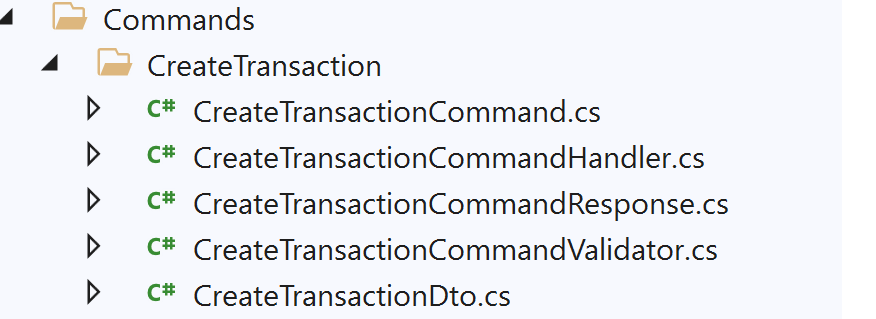 Commands
CreateTransaction
C# CreateTransactionCommand.cs
C# CreateTransactionCommandHandler.cs
C# CreateTransactionCommandResponse.cs
C# CreateTransactionCommandValidator.cs
C# CreateTransactionDto.cs